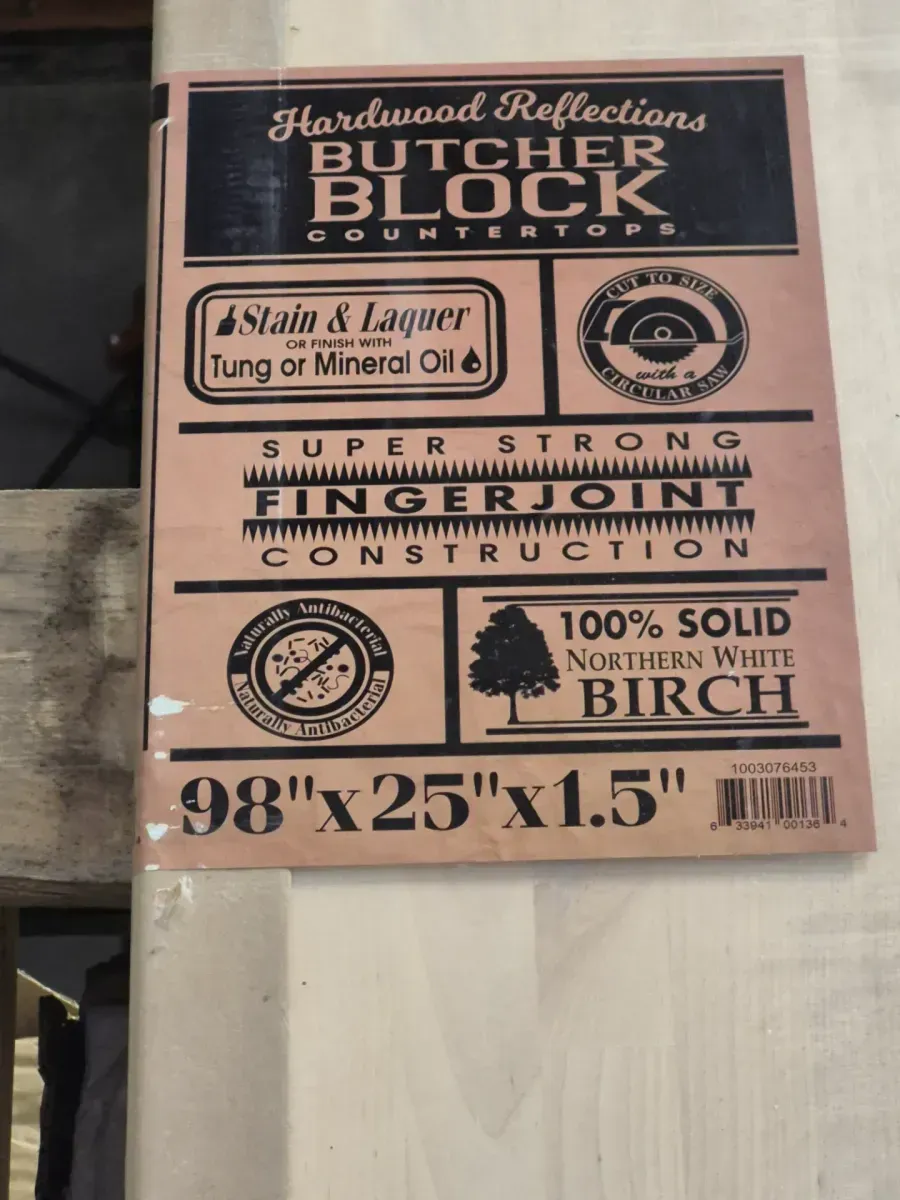 Hardwood Reflections
BUTCHER
BLOCK
COUNTERTOPS
Stain & Laquer
OR FINISH WITH
Tung or Mineral Oil
CUT TO SIZE
with a
CIRCULAR SAW
SUPER STRONG
FINGERJOINT
CONSTRUCTION
Naturally Antibacterial
Naturally Antibacterial
100% SOLID
NORTHERN WHITE
BIRCH
98"x25"x1.5"
1003076453
6 33941 00136 4